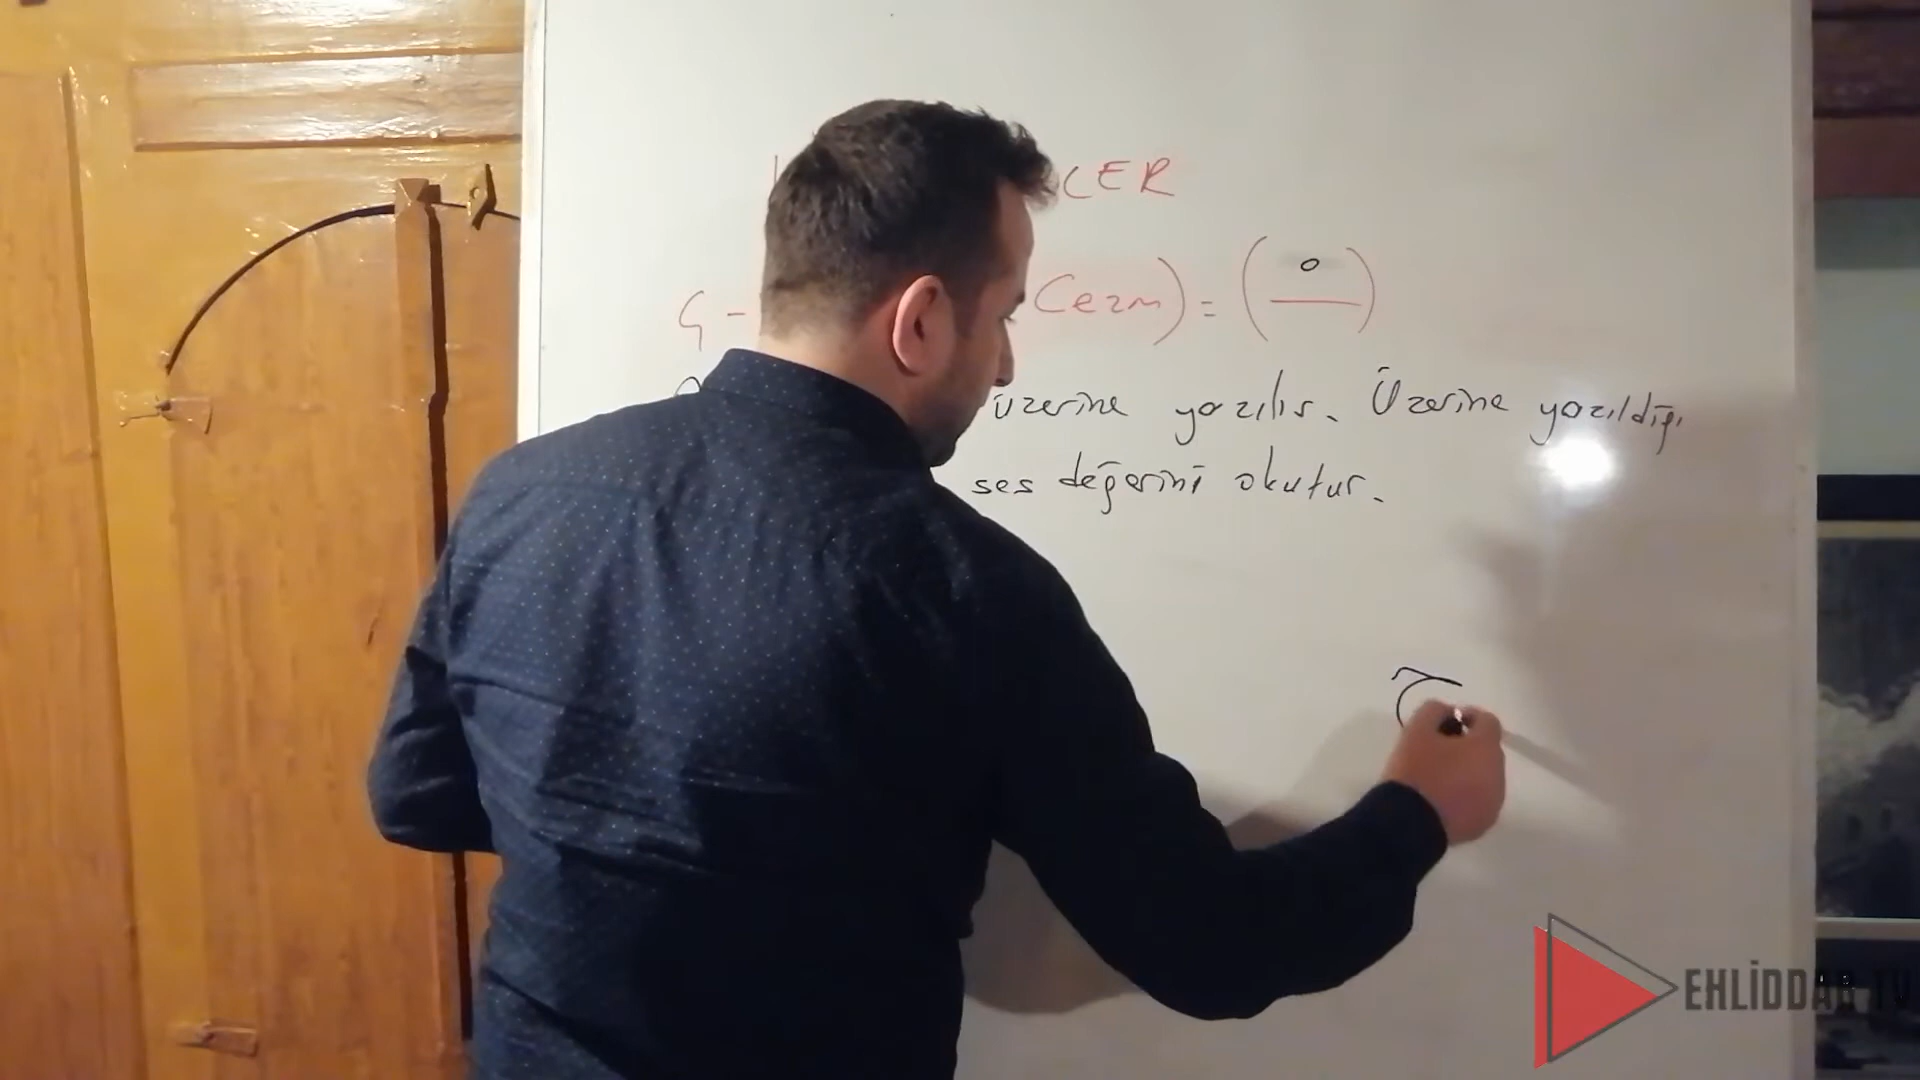 CER
Ç - Cezm) = ( o )
üzerine yazılır. Üzerine yazıldığı
ses değerini okutur.
ح
EHLİDDAR TV